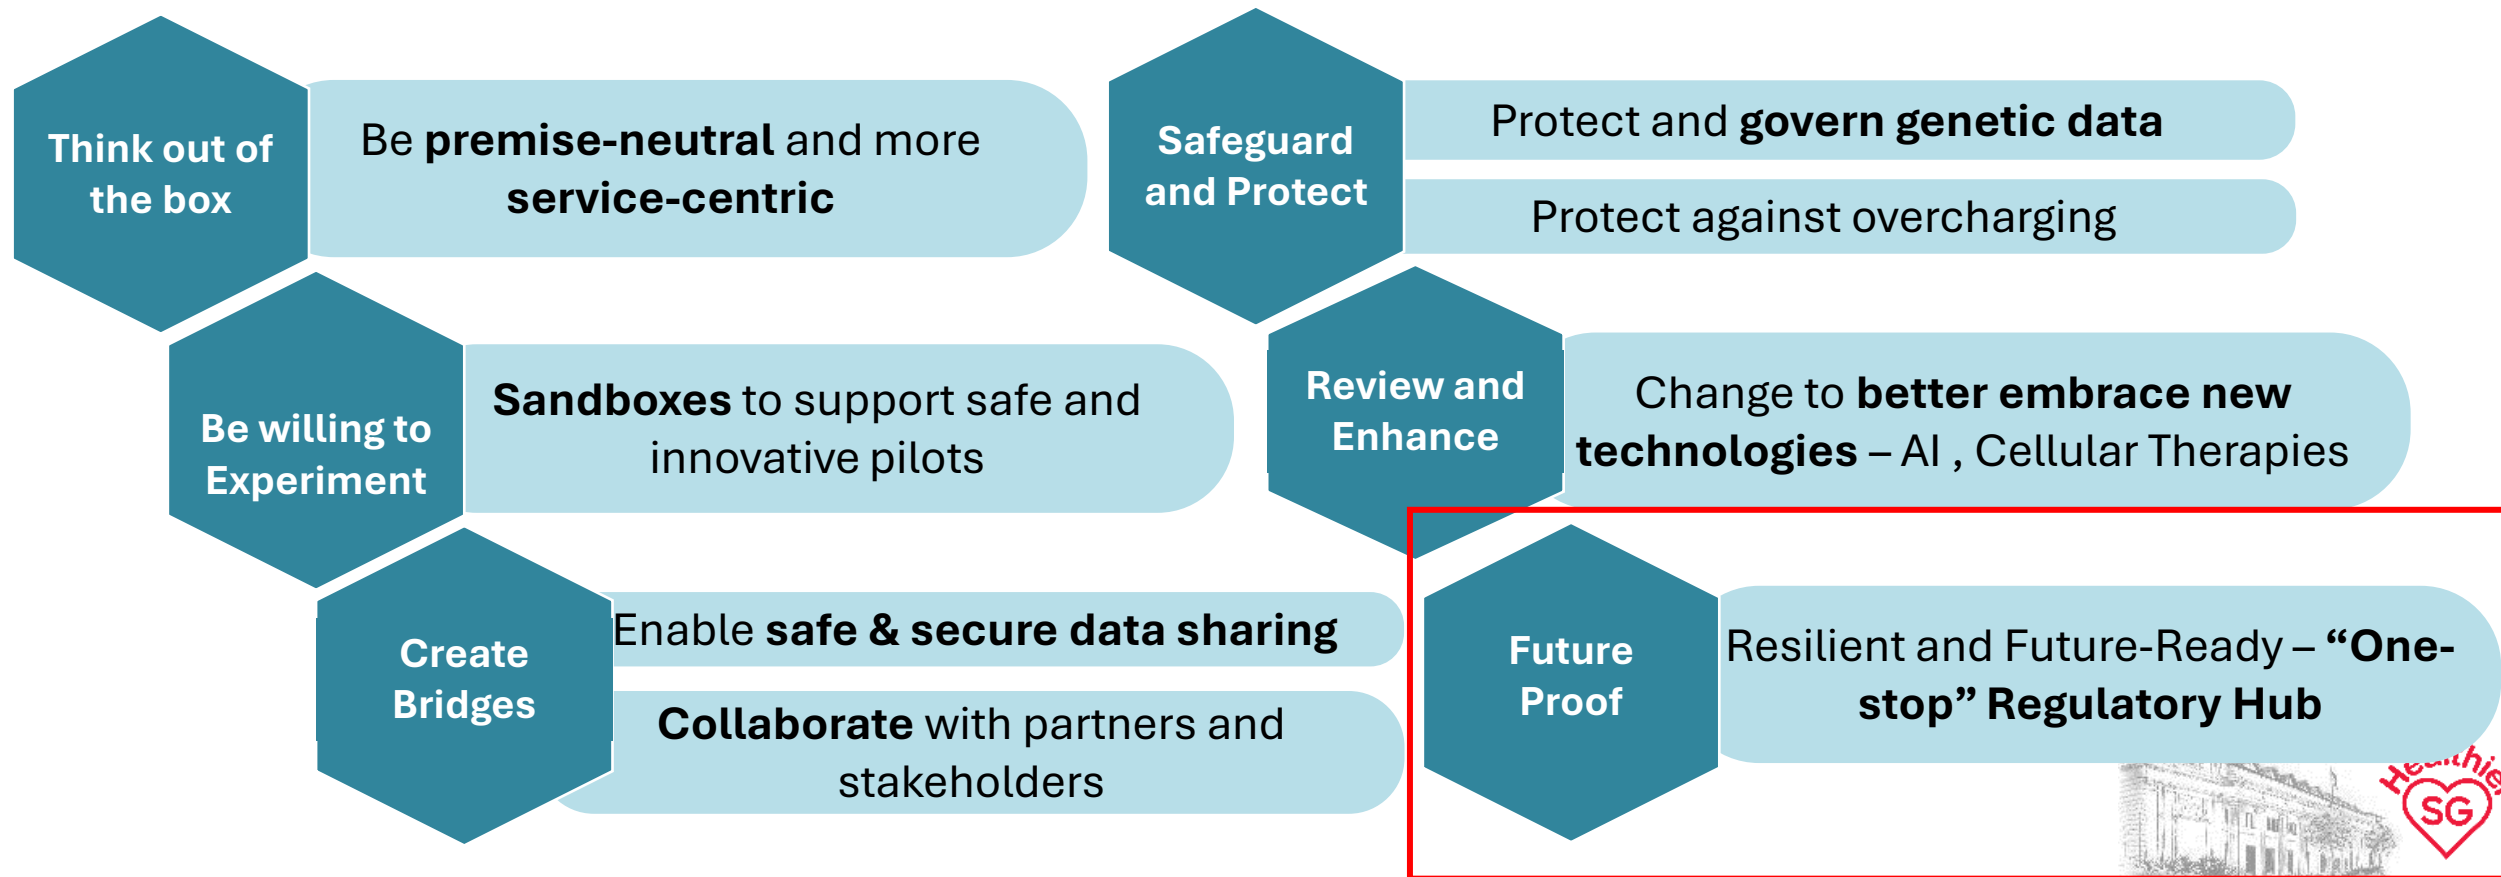 Think out of
the box
Be premise-neutral and more
service-centric
Be willing to
Experiment
Sandboxes to support safe and
innovative pilots
Create
Bridges
Enable safe & secure data sharing
Collaborate with partners and
stakeholders
Safeguard
and Protect
Protect and govern genetic data
Protect against overcharging
Review and
Enhance
Change to better embrace new
technologies – AI , Cellular Therapies
Future
Proof
Resilient and Future-Ready – “One-
stop” Regulatory Hub
SG